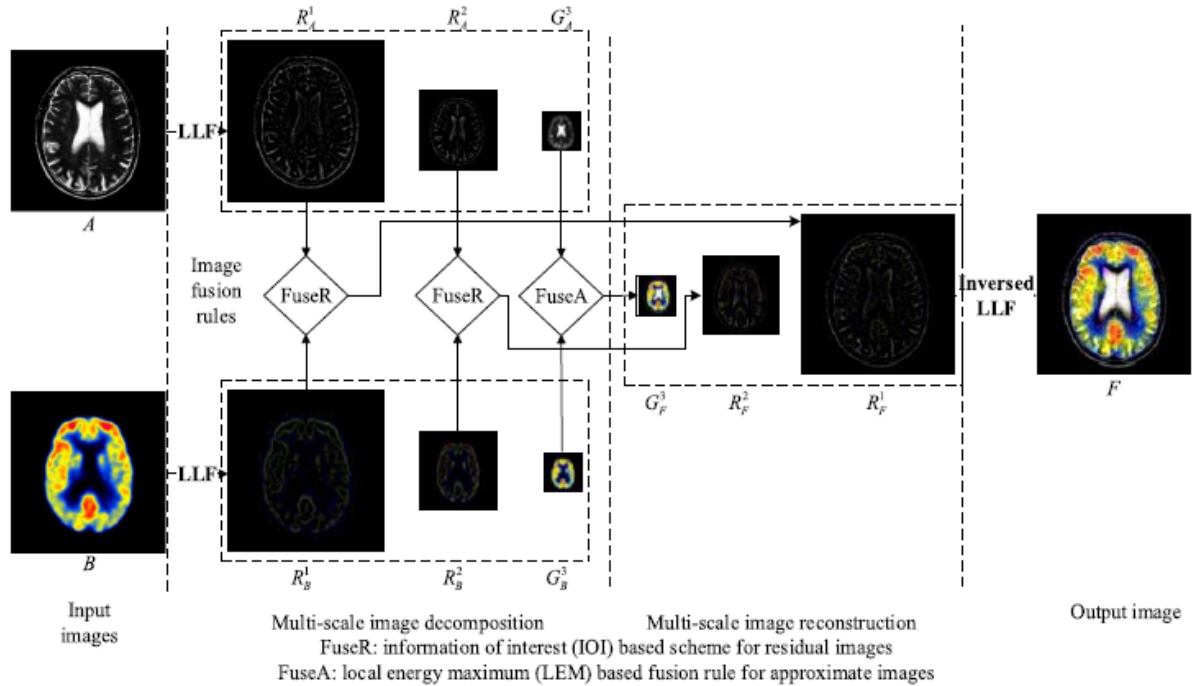 R_A^1
R_A^2
G_A^3
LLF
A
Image
fusion
rules
FuseR
FuseR
FuseA
Inversed
LLF
F
G_F^3
R_F^2
R_F^1
LLF
B
R_B^1
R_B^2
G_B^3
Input
images
Multi-scale image decomposition
Multi-scale image reconstruction
Output image
FuseR: information of interest (IOI) based scheme for residual images
FuseA: local energy maximum (LEM) based fusion rule for approximate images